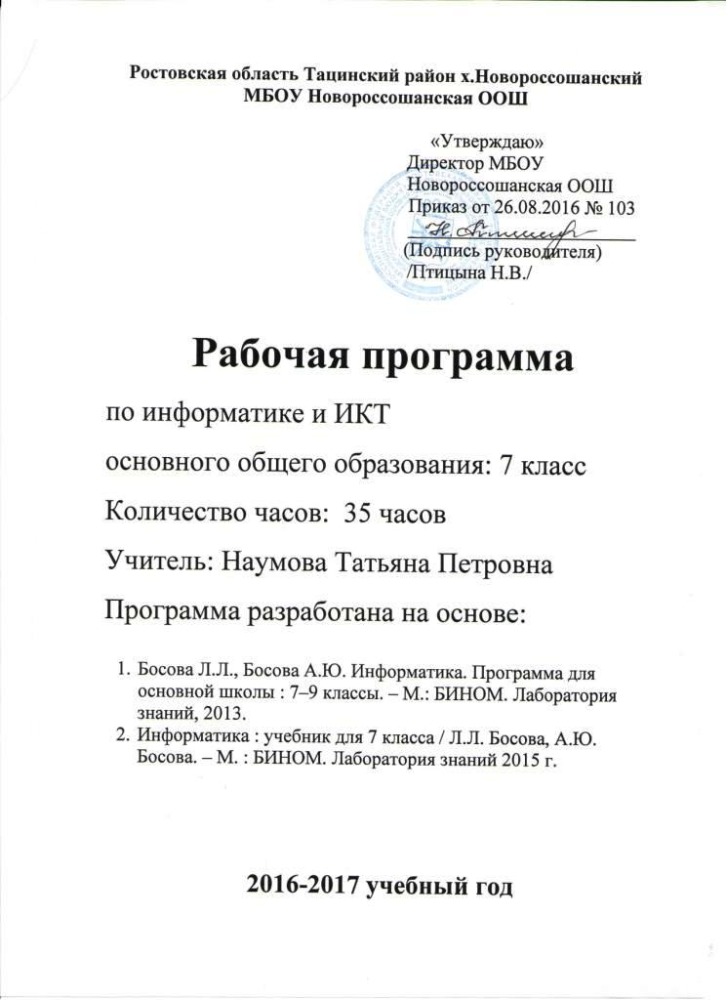 Ростовская область Тацинский район х.Новороссошанский
МБОУ Новороссошанская ООШ
«Утверждаю»
Директор МБОУ
Новороссошанская ООШ
Приказ от 26.08.2016 № 103
(Подпись руководителя)
/Птицына Н.В./
Рабочая программа
по информатике и ИКТ
основного общего образования: 7 класс
Количество часов: 35 часов
Учитель: Наумова Татьяна Петровна
Программа разработана на основе:
1. Босова Л.Л., Босова А.Ю. Информатика. Программа для
основной школы : 7–9 классы. – М.: БИНОМ. Лаборатория
знаний, 2013.
2. Информатика : учебник для 7 класса / Л.Л. Босова, А.Ю.
Босова. – М. : БИНОМ. Лаборатория знаний 2015 г.
2016-2017 учебный год